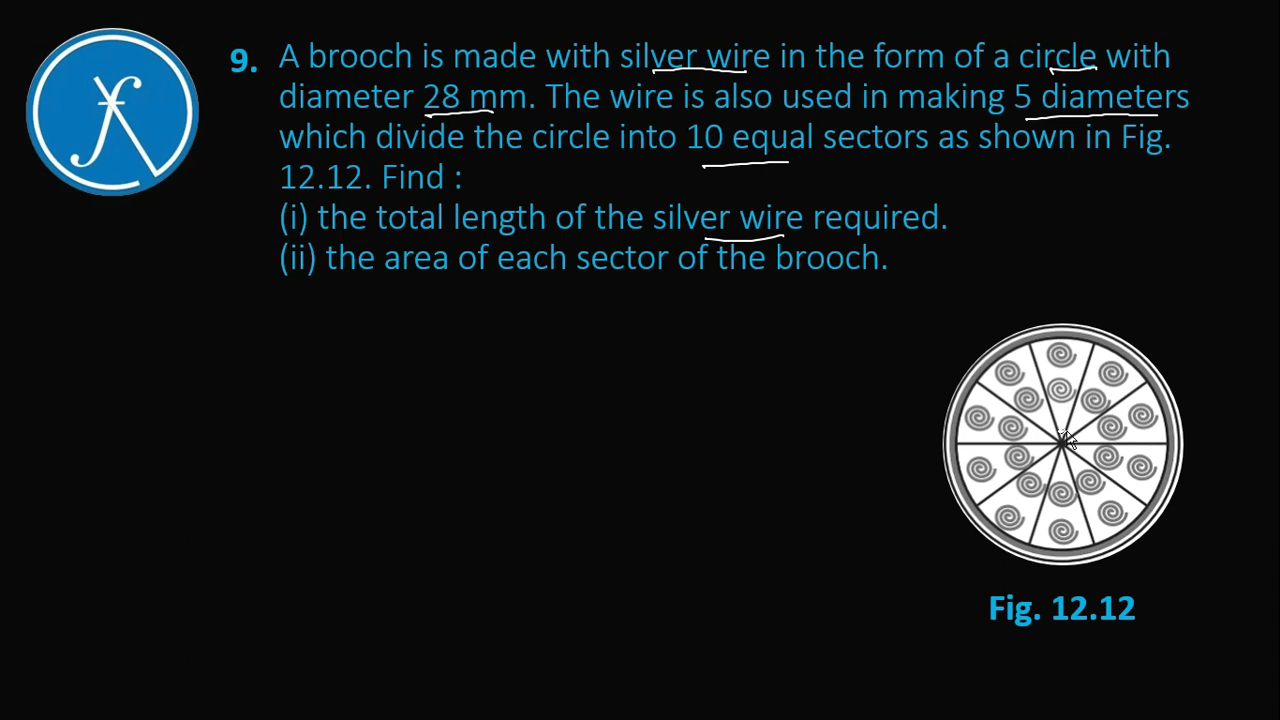 9. A brooch is made with silver wire in the form of a circle with
diameter 28 mm. The wire is also used in making 5 diameters
which divide the circle into 10 equal sectors as shown in Fig.
12.12. Find :
(i) the total length of the silver wire required.
(ii) the area of each sector of the brooch.
Fig. 12.12